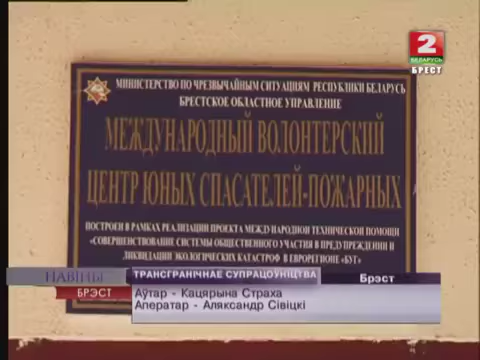 2
БЕЛАРУСЬ
БРЕСТ
МИНИСТЕРСТВО ПО ЧРЕЗВЫЧАЙНЫМ СИТУАЦИЯМ РЕСПУБЛИКИ БЕЛАРУСЬ
БРЕСТСКОЕ ОБЛАСТНОЕ УПРАВЛЕНИЕ
МЕЖДУНАРОДНЫЙ ВОЛОНТЕРСКИЙ
ЦЕНТР ЮНЫХ СПАСАТЕЛЕЙ-ПОЖАРНЫХ
ПОСТРОЕН В РАМКАХ РЕАЛИЗАЦИИ ПРОЕКТА МЕЖДУНАРОДНОЙ ТЕХНИЧЕСКОЙ ПОМОЩИ
«СОВЕРШЕНСТВОВАНИЕ СИСТЕМЫ ОБЩЕСТВЕННОГО УЧАСТИЯ В ПРЕДУПРЕЖДЕНИИ И
ЛИКВИДАЦИИ ЭКОЛОГИЧЕСКИХ КАТАСТРОФ В ЕВРОРЕГИОНЕ «БУГ»
НАВІНЫ
ТРАНСГРАНІЧНАЕ СУПРАЦОЎНІЦТВА
Брэст
БРЭСТ
Аўтар - Кацярына Страха
Аператар - Аляксандр Сівіцкі